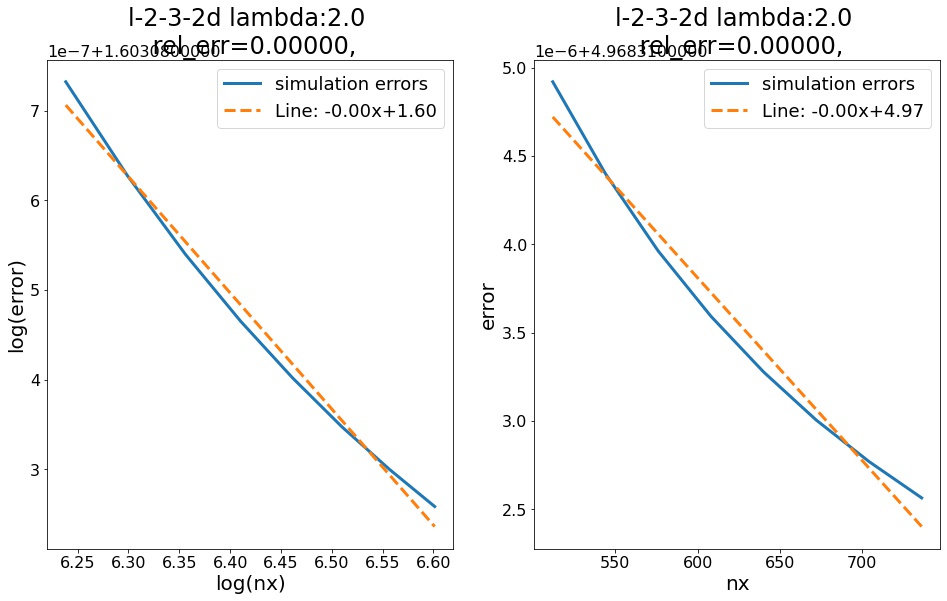 l-2-3-2d lambda:2.0
rel_err=0.00000,
1e−7+1.6030800000
simulation errors
Line: -0.00x+1.60
7
6
5
4
3
log(error)
6.25 6.30 6.35 6.40 6.45 6.50 6.55 6.60
log(nx)
l-2-3-2d lambda:2.0
rel_err=0.00000,
1e−6+4.9683100000
simulation errors
Line: -0.00x+4.97
5.0
4.5
4.0
3.5
3.0
2.5
error
550 600 650 700
nx